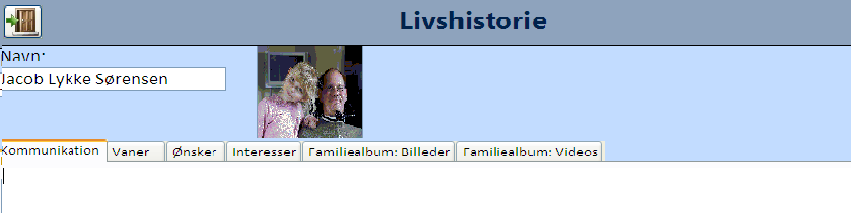 Livshistorie
Navn:
Jacob Lykke Sørensen
Kommunikation Vaner Ønsker Interesser Familiealbum: Billeder Familiealbum: Videos